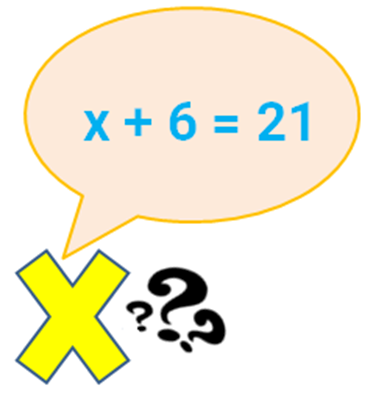 x + 6 = 21
X ???